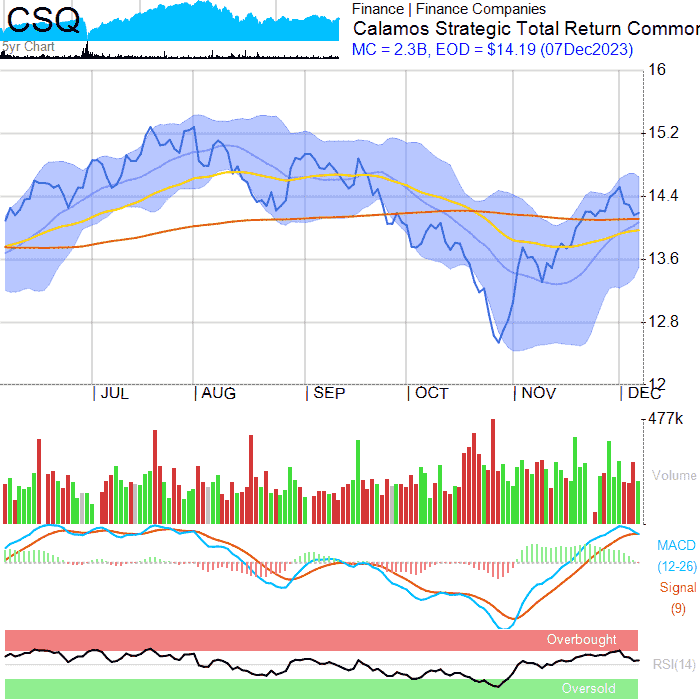 CSQ
5yr Chart
Finance | Finance Companies
Calamos Strategic Total Return Common
MC = 2.3B, EOD = $14.19 (07Dec2023)
16
15.2
14.4
13.6
12.8
12
JUL AUG SEP OCT NOV DEC
477k
Volume
MACD
(12-26)
Signal
(9)
Overbought
RSI(14)
Oversold